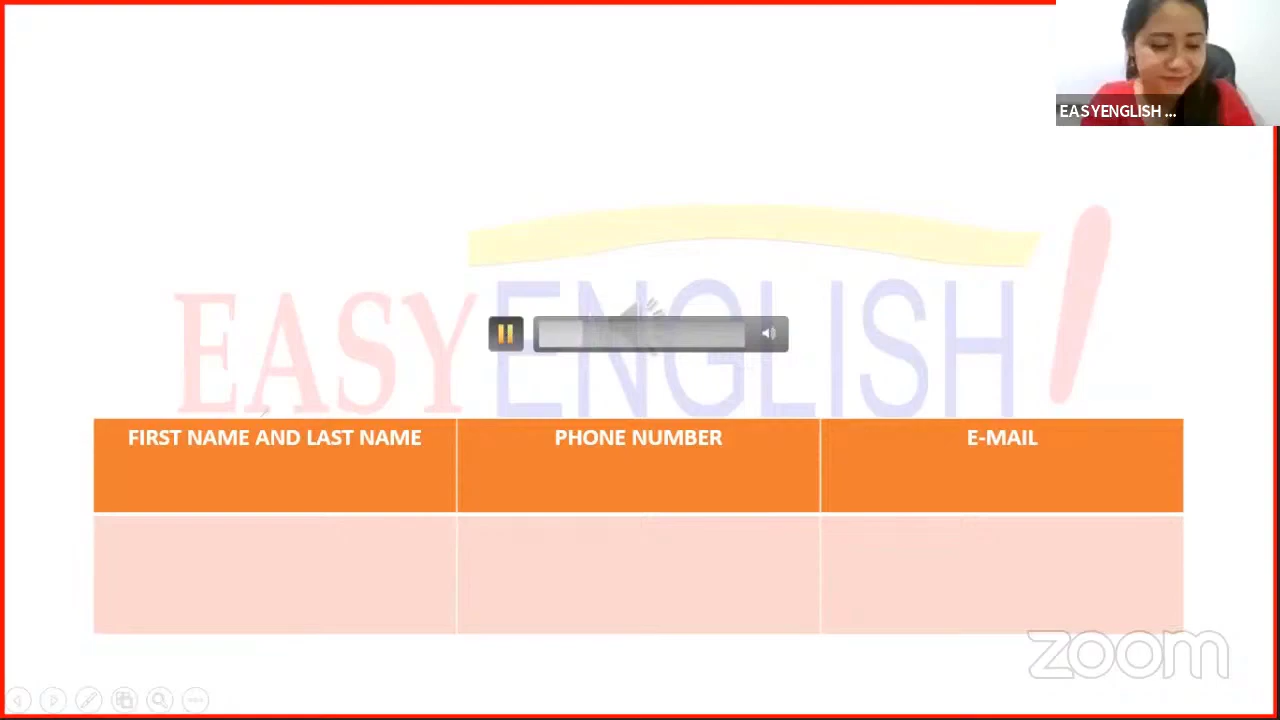 EASYENGLISH ...
EASYENGLISH!
FIRST NAME AND LAST NAME
PHONE NUMBER
E-MAIL
zoom